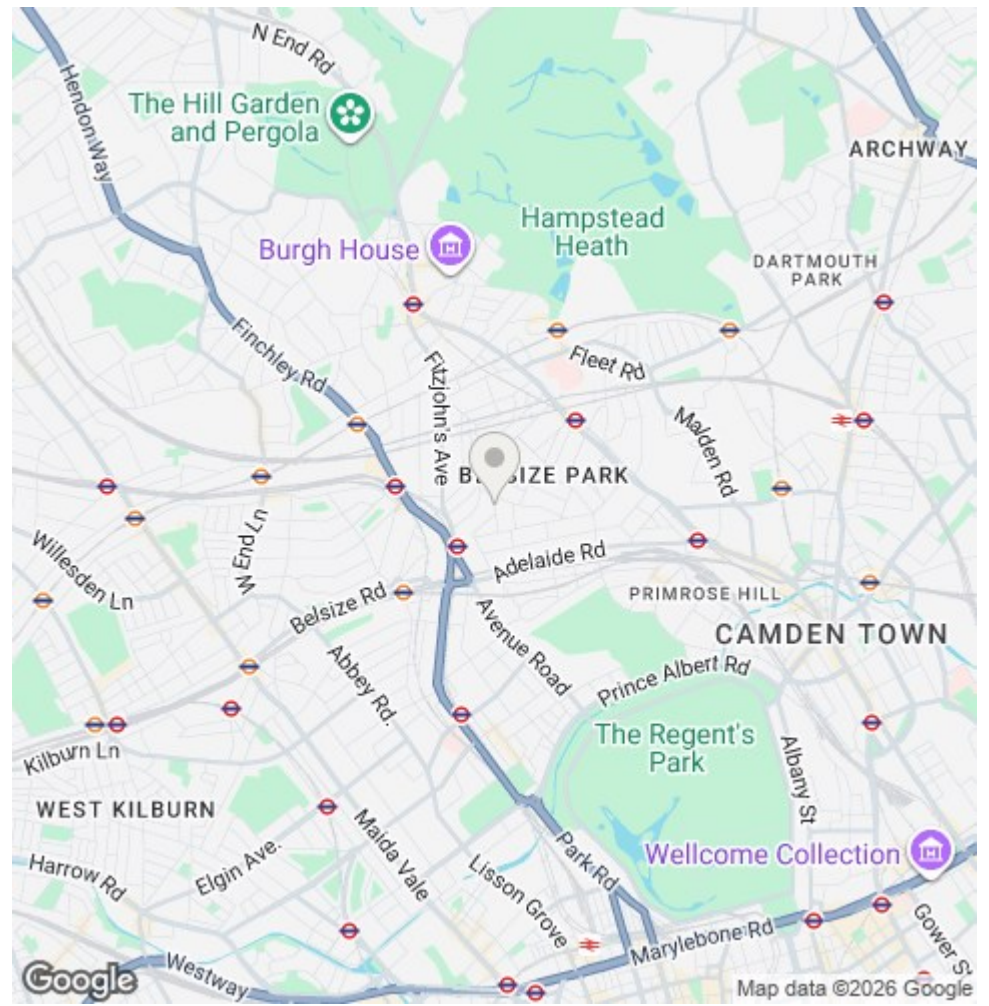 N End Rd
Hendon Way
The Hill Garden
and Pergola
ARCHWAY
Hampstead
Heath
Burgh House
DARTMOUTH
PARK
Finchley Rd
Fitzjohn's Ave
Fleet Rd
Malden Rd
BELSIZE PARK
W End Ln
Willesden Ln
Adelaide Rd
PRIMROSE HILL
Belsize Rd
Avenue Road
CAMDEN TOWN
Abbey Rd.
Prince Albert Rd
The Regent's
Park
Albany St
Kilburn Ln
WEST KILBURN
Maida Vale
Park Rd
Wellcome Collection
Elgin Ave.
Lisson Grove
Harrow Rd
Marylebone Rd
Gower St
Westway
Google
Map data ©2026 Google